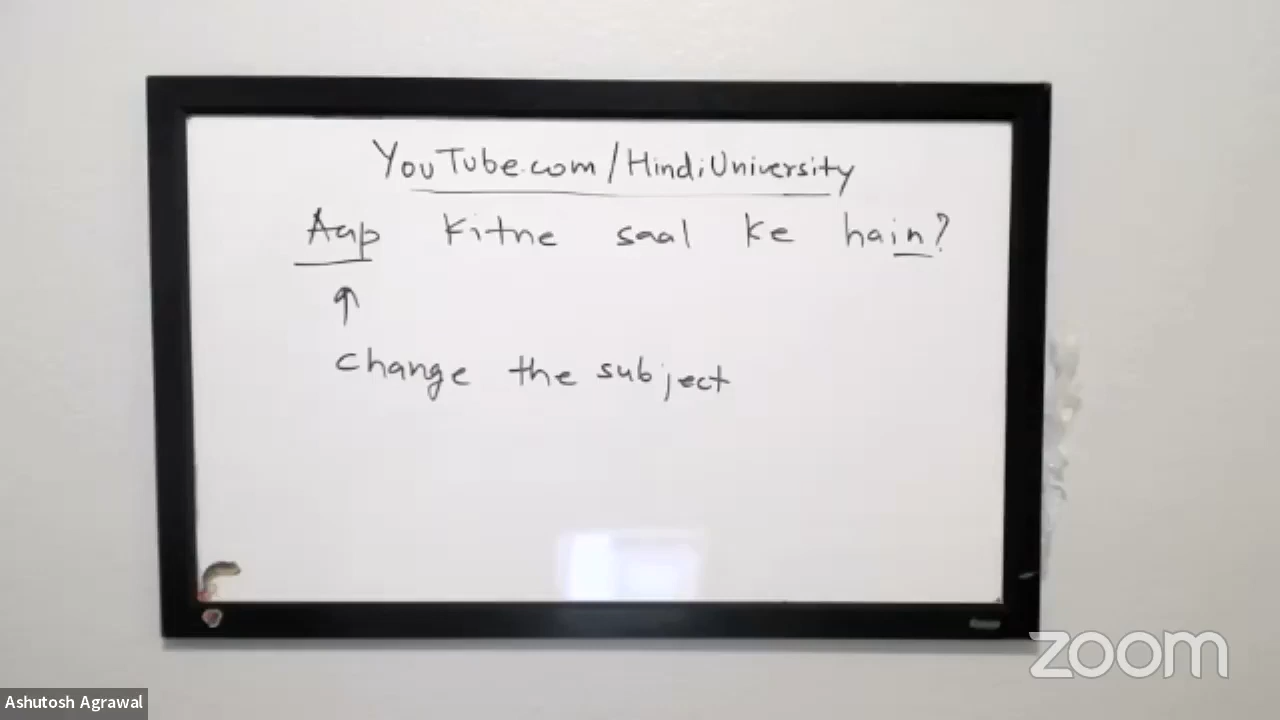 YouTube.com/HindiUniversity
Aap kitne saal ke hain?
↑
change the subject
zoom
Ashutosh Agrawal